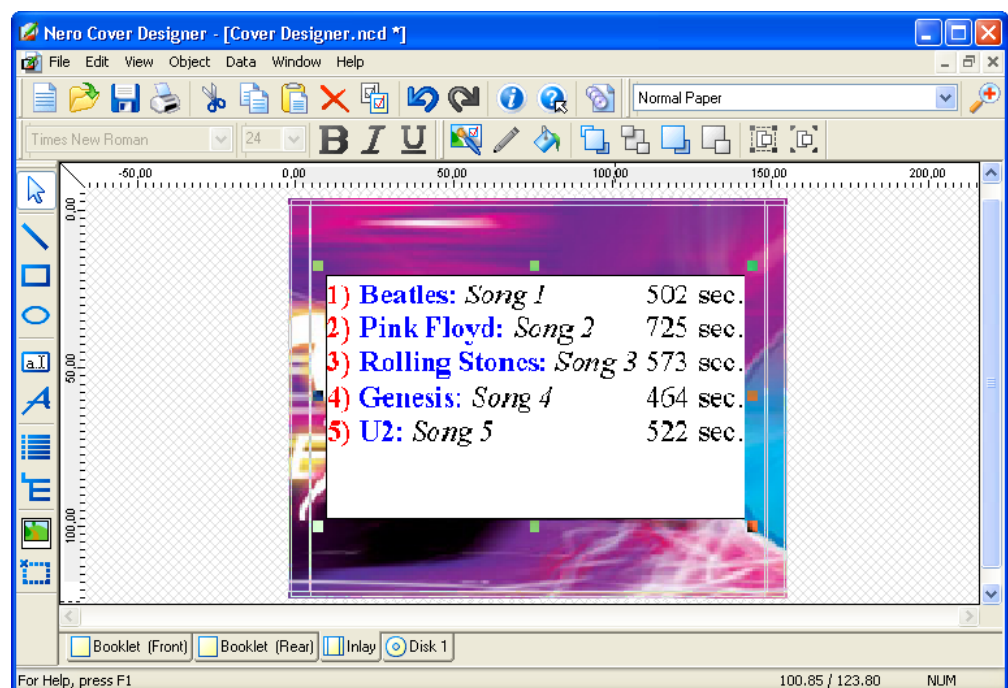 Nero Cover Designer - [Cover Designer.ncd *]
File Edit View Object Data Window Help
Normal Paper
Times New Roman 24 B I U
-50,00 0,00 50,00 100,00 150,00 200,00
0,00
50,00
100,00
1) Beatles: Song 1 502 sec.
2) Pink Floyd: Song 2 725 sec.
3) Rolling Stones: Song 3 573 sec.
4) Genesis: Song 4 464 sec.
5) U2: Song 5 522 sec.
a
A
E
Booklet (Front) Booklet (Rear) Inlay Disk 1
For Help, press F1 100.85 / 123.80 NUM